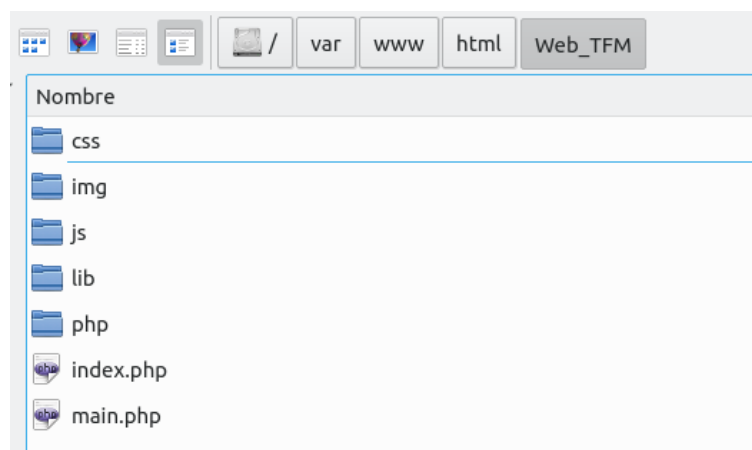 / var www html Web_TFM
Nombre
css
img
js
lib
php
index.php
main.php